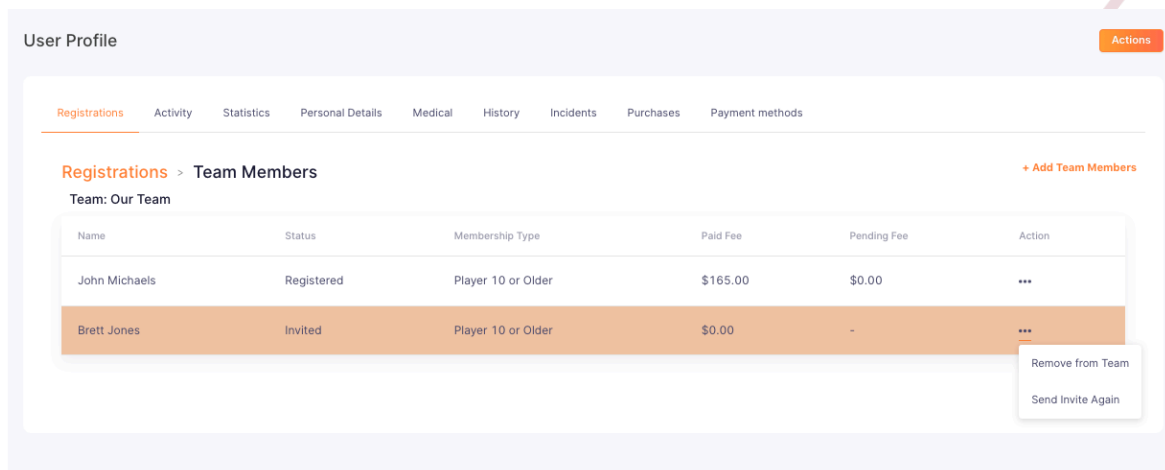 User Profile
Actions
Registrations Activity Statistics Personal Details Medical History Incidents Purchases Payment methods
Registrations > Team Members
+ Add Team Members
Team: Our Team
Name Status Membership Type Paid Fee Pending Fee Action
John Michaels Registered Player 10 or Older $165.00 $0.00 •••
Brett Jones Invited Player 10 or Older $0.00 - •••
Remove from Team
Send Invite Again